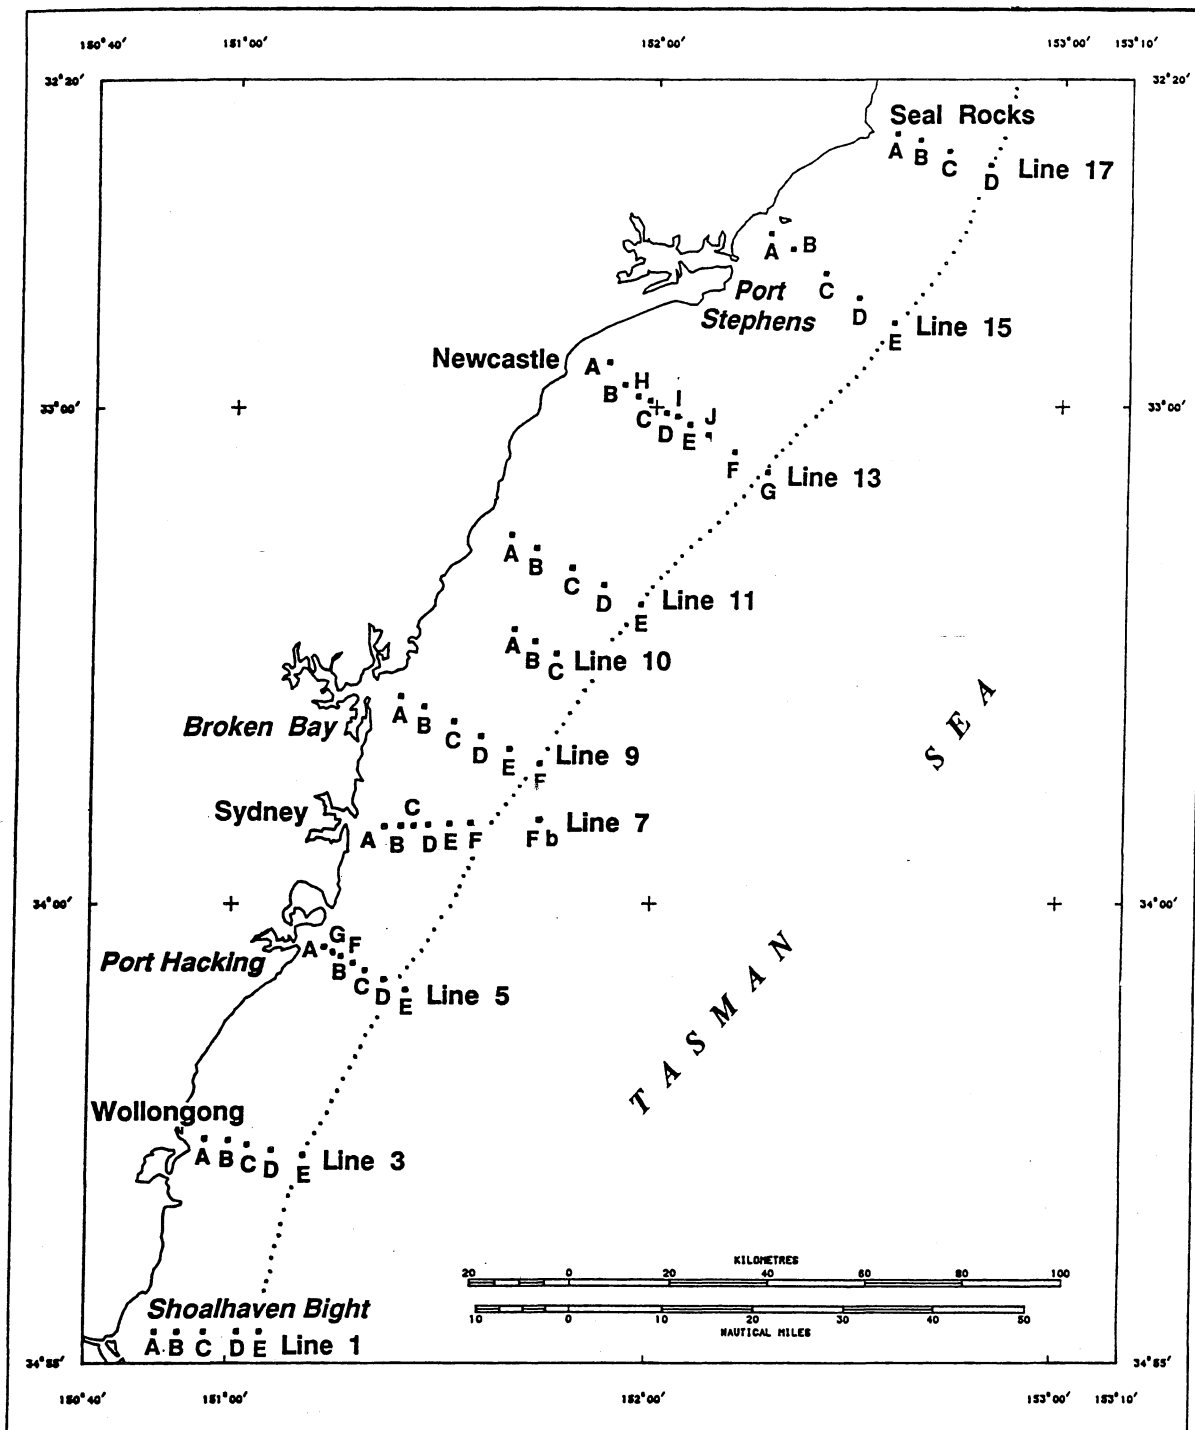 150°40′ 151°00′ 152°00′ 153°00′ 153°10′
32°20′ 32°20′
Seal Rocks
A B C D Line 17
A B
C
D
E Line 15
Port
Stephens
Newcastle
A
B H
C I
D E J
F
G Line 13
33°00′ 33°00′
A B C D E Line 11
A B C Line 10
Broken Bay
A B C D E F Line 9
Sydney
C
A B D E F F b Line 7
SEA
34°00′ 34°00′
Port Hacking
A G F
B C D E Line 5
TASMAN
Wollongong
A B C D E Line 3
KILOMETRES
20 0 20 40 60 80 100
10 0 10 20 30 40 50
NAUTICAL MILES
Shoalhaven Bight
A B C D E Line 1
34°55′ 34°55′
150°40′ 151°00′ 152°00′ 153°00′ 153°10′